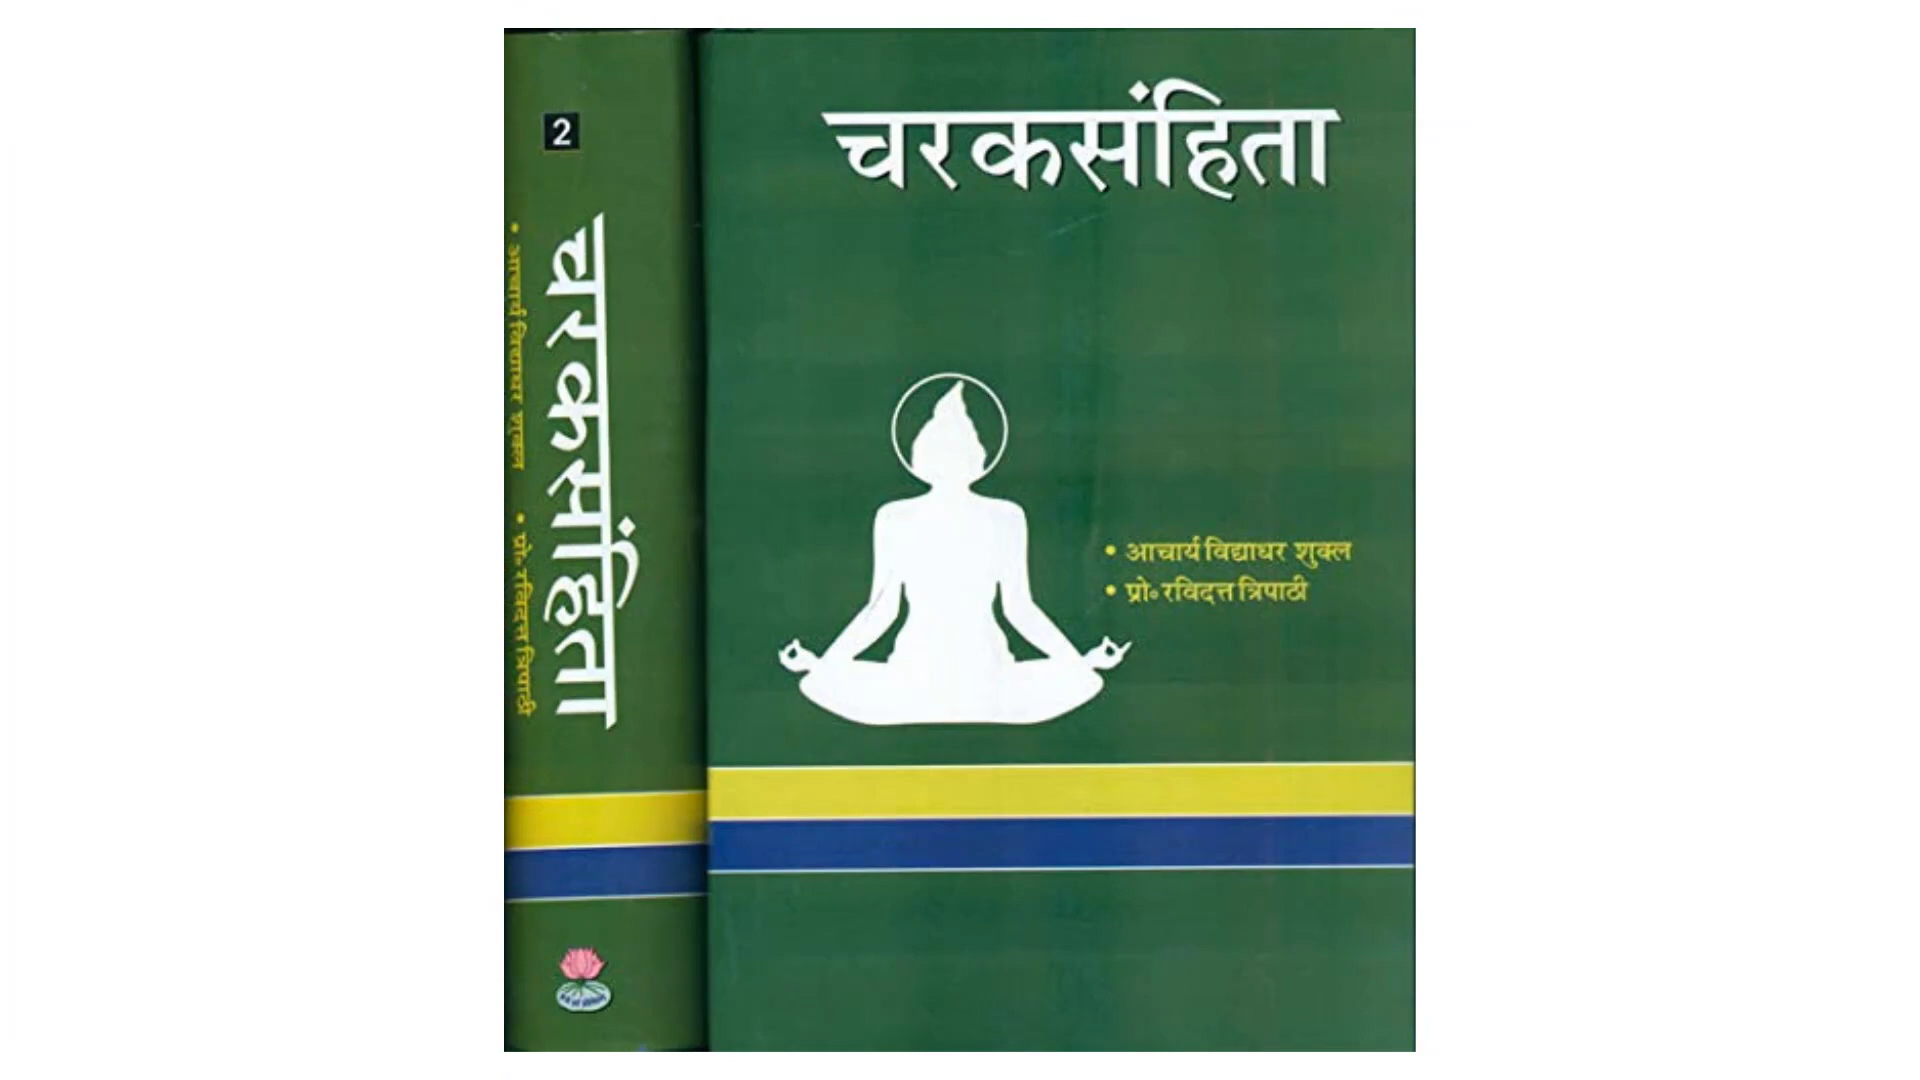 2
चरकसंहिता
• आचार्य विद्याधर शुक्ल • प्रो॰ रविदत्त त्रिपाठी
चरकसंहिता
• आचार्य विद्याधर शुक्ल
• प्रो॰ रविदत्त त्रिपाठी